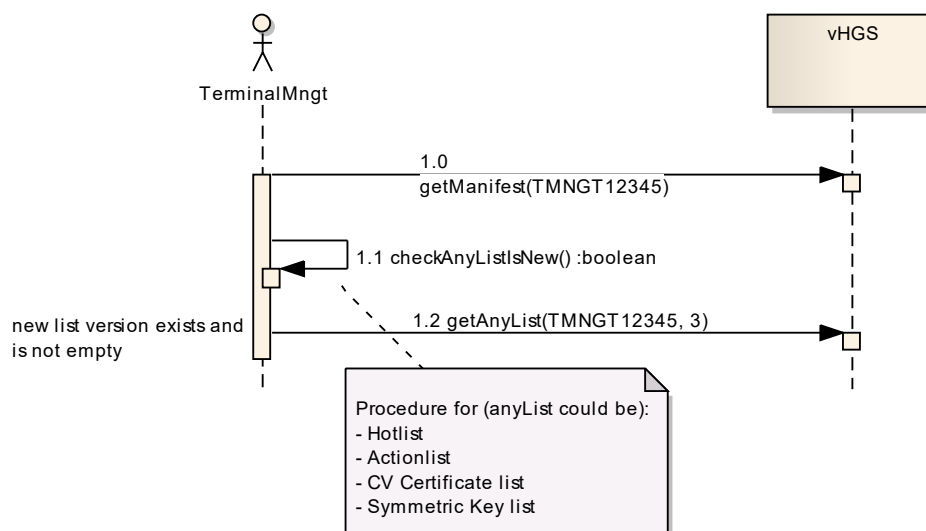 vHGS
TerminalMngt
1.0
getManifest(TMNGT12345)
1.1 checkAnyListIsNew() :boolean
new list version exists and
is not empty
1.2 getAnyList(TMNGT12345, 3)
Procedure for (anyList could be):
- Hotlist
- Actionlist
- CV Certificate list
- Symmetric Key list